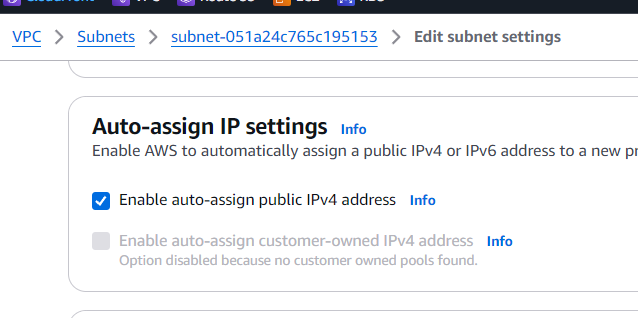 VPC > Subnets > subnet-051a24c765c195153 > Edit subnet settings
Auto-assign IP settings Info
Enable AWS to automatically assign a public IPv4 or IPv6 address to a new
Enable auto-assign public IPv4 address Info
Enable auto-assign customer-owned IPv4 address Info
Option disabled because no customer owned pools found.